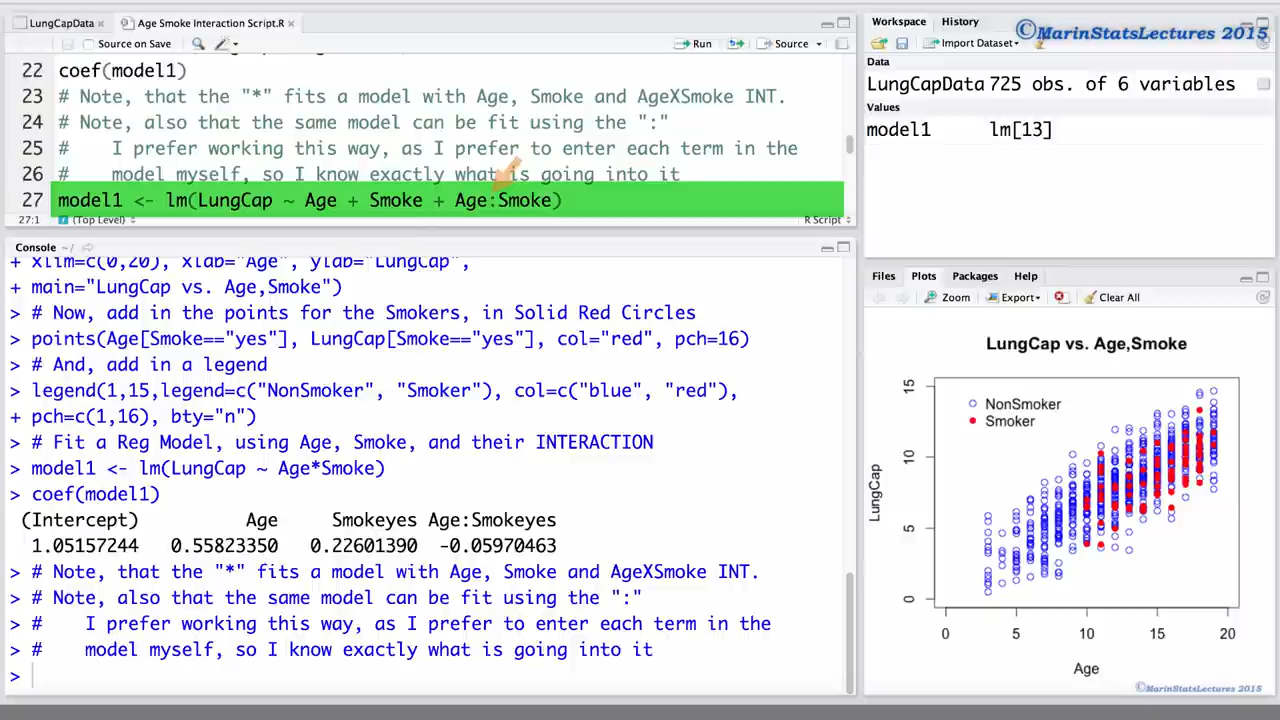 LungCapData
Age Smoke Interaction Script.R
Source on Save
Run
Source
22 coef(model1)
23 # Note, that the "*" fits a model with Age, Smoke and AgeXSmoke INT.
24 # Note, also that the same model can be fit using the ":"
25 # I prefer working this way, as I prefer to enter each term in the
26 # model myself, so I know exactly what is going into it
27 model1 <- lm(LungCap ~ Age + Smoke + Age:Smoke)
27:1 (Top Level) R Script
Console ~/
+ xlim=c(0,20), xlab="Age", ylab="LungCap",
+ main="LungCap vs. Age,Smoke")
> # Now, add in the points for the Smokers, in Solid Red Circles
> points(Age[Smoke=="yes"], LungCap[Smoke=="yes"], col="red", pch=16)
> # And, add in a legend
> legend(1,15,legend=c("NonSmoker", "Smoker"), col=c("blue", "red"),
+ pch=c(1,16), bty="n")
> # Fit a Reg Model, using Age, Smoke, and their INTERACTION
> model1 <- lm(LungCap ~ Age*Smoke)
> coef(model1)
(Intercept) Age Smokeyes Age:Smokeyes
1.05157244 0.55823350 0.22601390 -0.05970463
> # Note, that the "*" fits a model with Age, Smoke and AgeXSmoke INT.
> # Note, also that the same model can be fit using the ":"
> # I prefer working this way, as I prefer to enter each term in the
> # model myself, so I know exactly what is going into it
>
Workspace History
©MarinStatsLectures 2015
Import Dataset
Data
LungCapData 725 obs. of 6 variables
Values
model1 lm[13]
Files Plots Packages Help
Zoom Export Clear All
LungCap vs. Age,Smoke
NonSmoker
Smoker
LungCap
15
10
5
0
0 5 10 15 20
Age
©MarinStatsLectures 2015